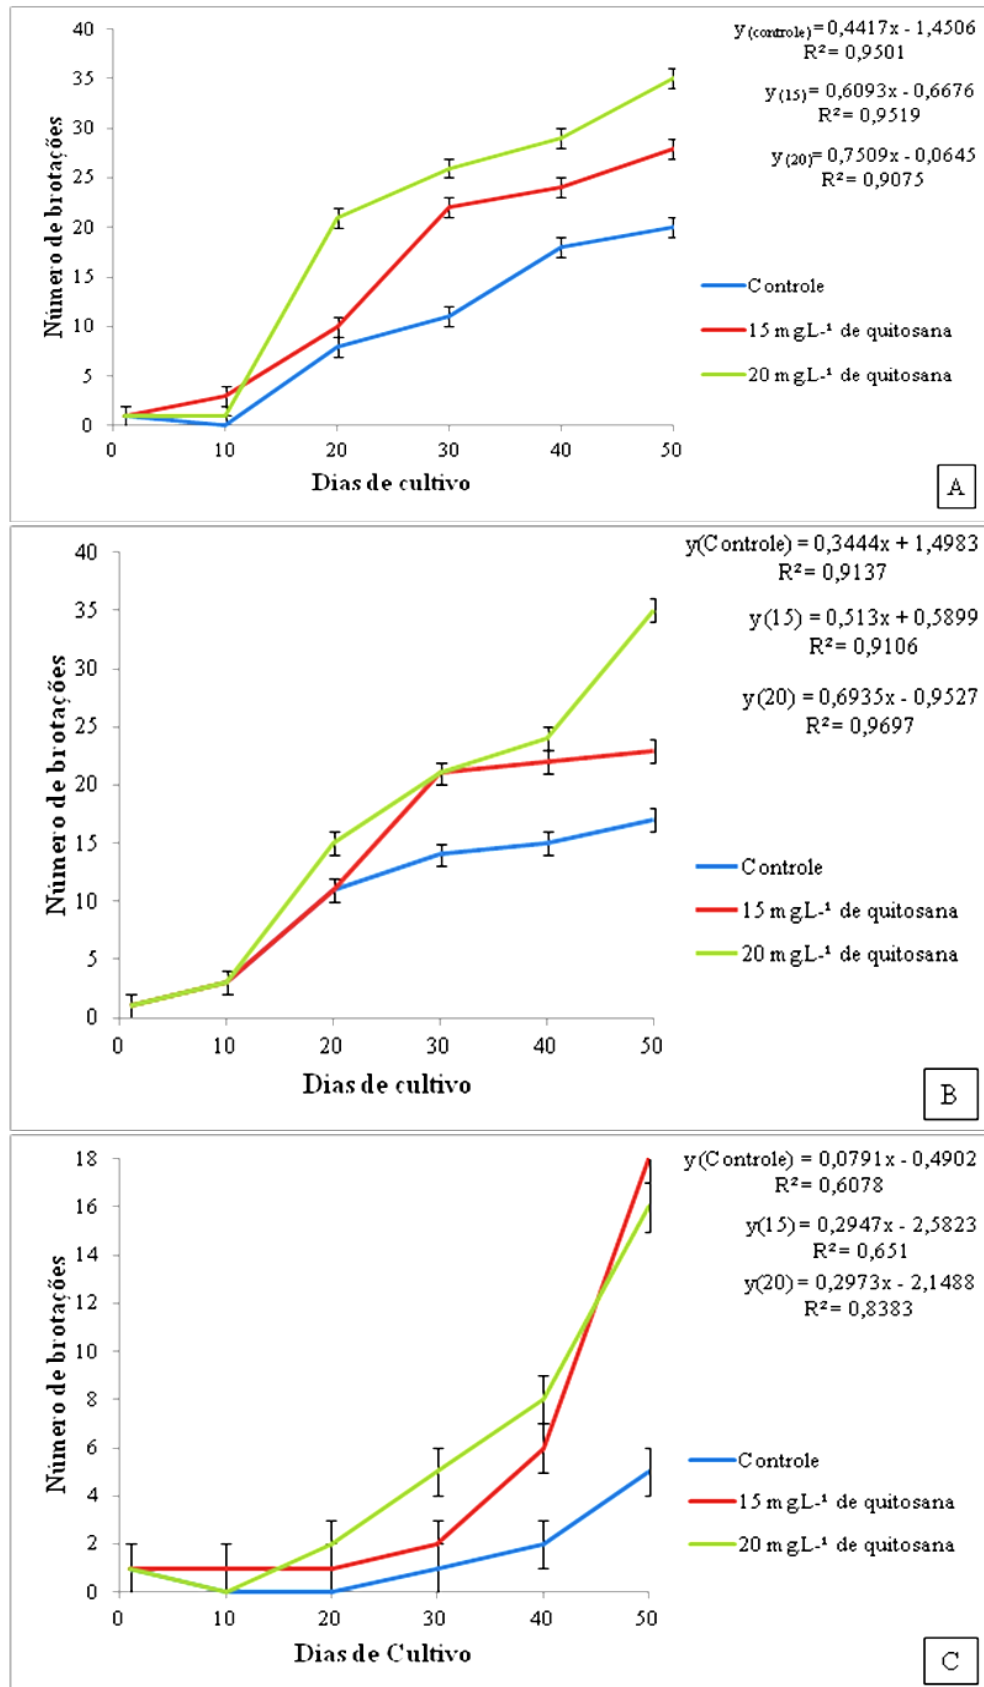 y (controle) = 0,4417x - 1,4506
R² = 0,9501
y (15) = 0,6093x - 0,6676
R² = 0,9519
y (20)= 0,7509x - 0,0645
R² = 0,9075
40
35
30
25
20
15
10
5
0
Número de brotações
0 10 20 30 40 50
Dias de cultivo
Controle
15 mgL-¹ de quitosana
20 mgL-¹ de quitosana
A
y(Controle) = 0,3444x + 1,4983
R² = 0,9137
y(15) = 0,513x + 0,5899
R² = 0,9106
y(20) = 0,6935x - 0,9527
R² = 0,9697
40
35
30
25
20
15
10
5
0
Número de brotações
0 10 20 30 40 50
Dias de cultivo
Controle
15 mgL-¹ de quitosana
20 mgL-¹ de quitosana
B
y(Controle) = 0,0791x - 0,4902
R² = 0,6078
y(15) = 0,2947x - 2,5823
R² = 0,651
y(20) = 0,2973x - 2,1488
R² = 0,8383
18
16
14
12
10
8
6
4
2
0
Número de brotações
0 10 20 30 40 50
Dias de Cultivo
Controle
15 mgL-¹ de quitosana
20 mgL-¹ de quitosana
C